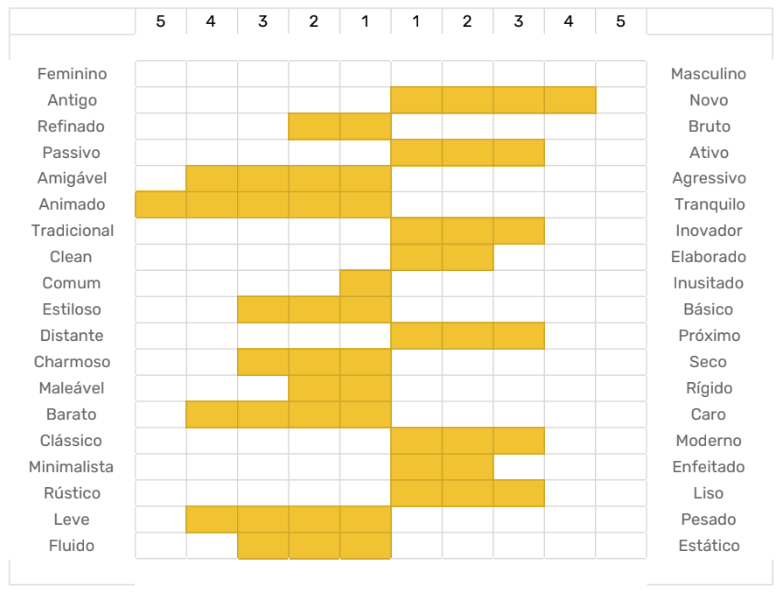 5 4 3 2 1 1 2 3 4 5
Feminino Masculino
Antigo Novo
Refinado Bruto
Passivo Ativo
Amigável Agressivo
Animado Tranquilo
Tradicional Inovador
Clean Elaborado
Comum Inusitado
Estiloso Básico
Distante Próximo
Charmoso Seco
Maleável Rígido
Barato Caro
Clássico Moderno
Minimalista Enfeitado
Rústico Liso
Leve Pesado
Fluido Estático